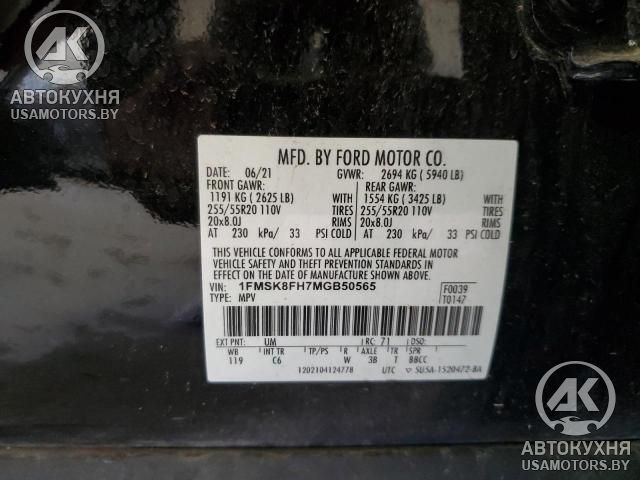 АВТОКУХНЯ
USAMOTORS.BY
MFD. BY FORD MOTOR CO.
DATE: 06/21 GVWR: 2694 KG ( 5940 LB)
FRONT GAWR: REAR GAWR:
1191 KG ( 2625 LB) WITH 1554 KG ( 3425 LB) WITH
255/55R20 110V TIRES 255/55R20 110V TIRES
20x8.0J RIMS 20x8.0J RIMS
AT 230 kPa/ 33 PSI COLD AT 230 kPa/ 33 PSI COLD
THIS VEHICLE CONFORMS TO ALL APPLICABLE FEDERAL MOTOR
VEHICLE SAFETY AND THEFT PREVENTION STANDARDS IN
EFFECT ON THE DATE OF MANUFACTURE SHOWN ABOVE.
VIN: 1FMSK8FH7MGB50565 F0039
TYPE: MPV T0147
EXT PNT: UM RC: 71 DSO:
WB INT TR TP/PS R AXLE TR SPR
119 C6 W 3B T BBCC
1202104124778 UTC SU5A-1520472-BA
АВТОКУХНЯ
USAMOTORS.BY